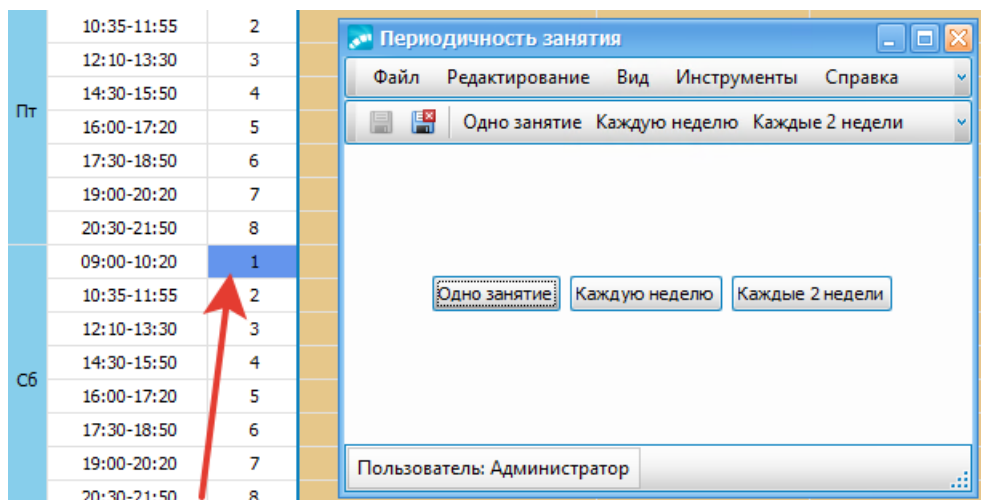 10:35-11:55 2
12:10-13:30 3
14:30-15:50 4
Пт
16:00-17:20 5
17:30-18:50 6
19:00-20:20 7
20:30-21:50 8
09:00-10:20 1
10:35-11:55 2
12:10-13:30 3
14:30-15:50 4
Сб
16:00-17:20 5
17:30-18:50 6
19:00-20:20 7
20:30-21:50 8
Периодичность занятия
Файл Редактирование Вид Инструменты Справка
Одно занятие Каждую неделю Каждые 2 недели
Одно занятие Каждую неделю Каждые 2 недели
Пользователь: Администратор